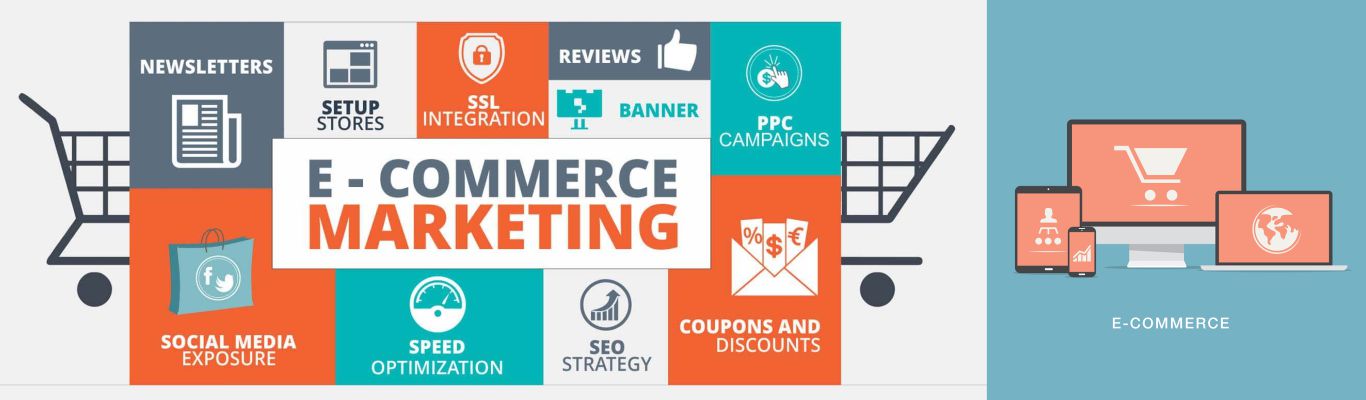 NEWSLETTERS
SETUP
STORES
SSL
INTEGRATION
REVIEWS
BANNER
PPC
CAMPAIGNS
E - COMMERCE
MARKETING
SOCIAL MEDIA
EXPOSURE
SPEED
OPTIMIZATION
SEO
STRATEGY
% $ €
COUPONS AND
DISCOUNTS
E-COMMERCE